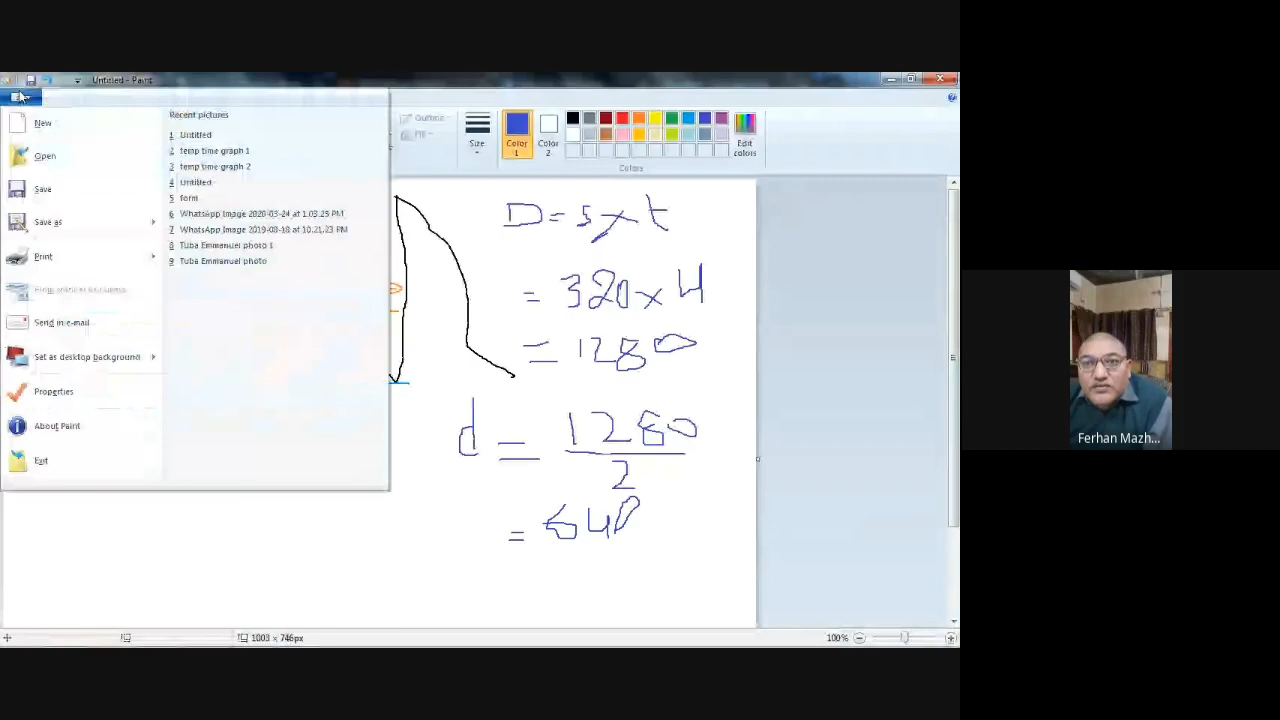 Untitled - Paint
New
Open
Save
Save as
Print
Send in e-mail
Set as desktop background
Properties
About Paint
Exit
Recent pictures
1 Untitled
2 temp time graph 1
3 temp time graph 2
4 Untitled
5 form
6 WhatsApp Image 2020-03-24 at 1.03.25 PM
7 WhatsApp Image 2019-08-18 at 10.21.23 PM
8 Tuba Emmanuel photo 1
9 Tuba Emmanuel photo
Outline
Fill
Size
Color 1
Color 2
Edit colors
Colors
D = s x t
= 320 x 4
= 1280
d = 1280
2
= 640
Ferhan Mazh...
1003 × 746px
100%